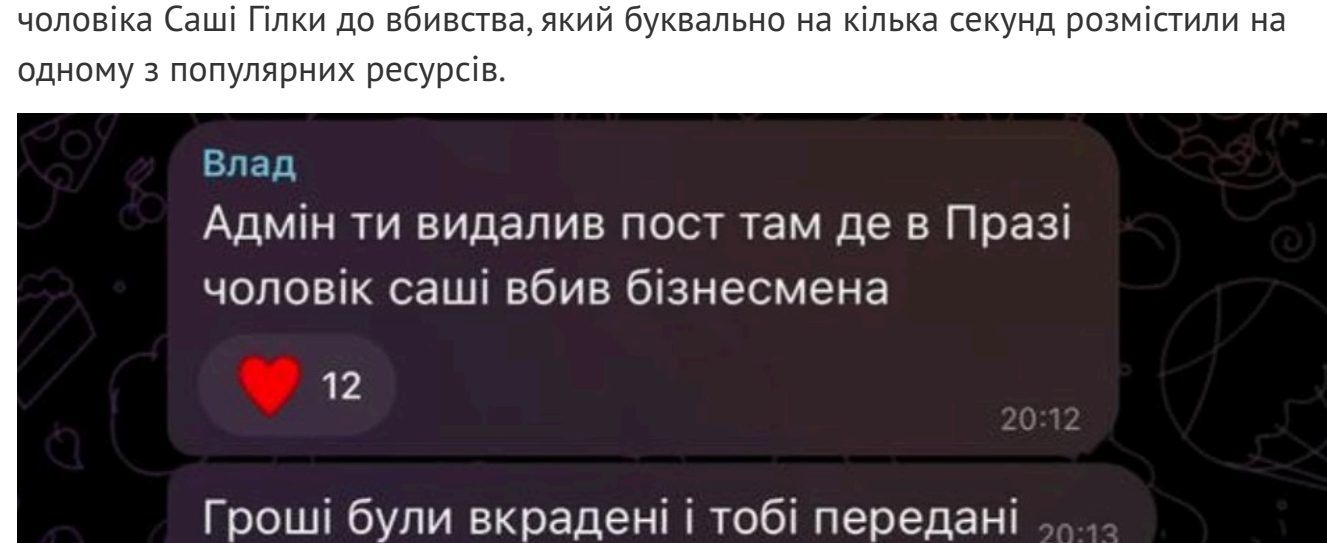 чоловіка Саші Гілки до вбивства, який буквально на кілька секунд розмістили на
одному з популярних ресурсів.
Влад
Адмін ти видалив пост там де в Празі
чоловік саші вбив бізнесмена
12
20:12
Гроші були вкрадені і тобі передані 20:13